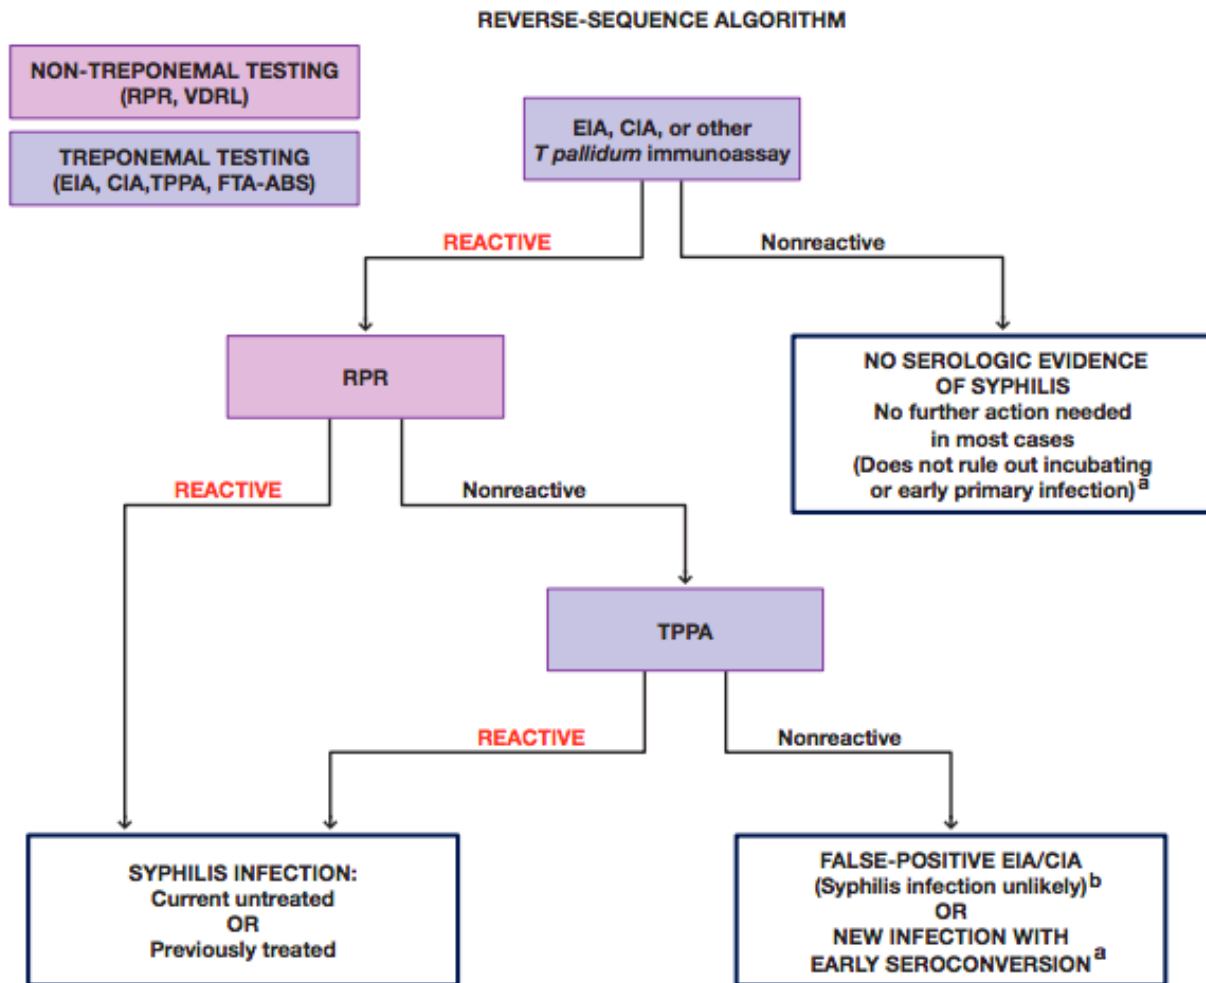 REVERSE-SEQUENCE ALGORITHM
NON-TREPONEMAL TESTING
(RPR, VDRL)
TREPONEMAL TESTING
(EIA, CIA,TPPA, FTA-ABS)
EIA, CIA, or other
T pallidum immunoassay
REACTIVE
Nonreactive
RPR
NO SEROLOGIC EVIDENCE
OF SYPHILIS
No further action needed
in most cases
(Does not rule out incubating
or early primary infection)a
REACTIVE
Nonreactive
TPPA
REACTIVE
Nonreactive
SYPHILIS INFECTION:
Current untreated
OR
Previously treated
FALSE-POSITIVE EIA/CIA
(Syphilis infection unlikely)b
OR
NEW INFECTION WITH
EARLY SEROCONVERSIONa